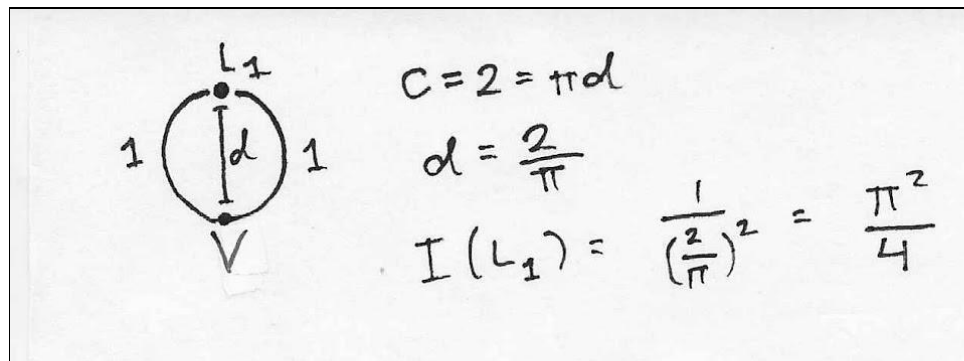 L₁
C = 2 = πd
1 d 1
d = 2/π
V
I(L₁) = 1/(2/π)² = π²/4